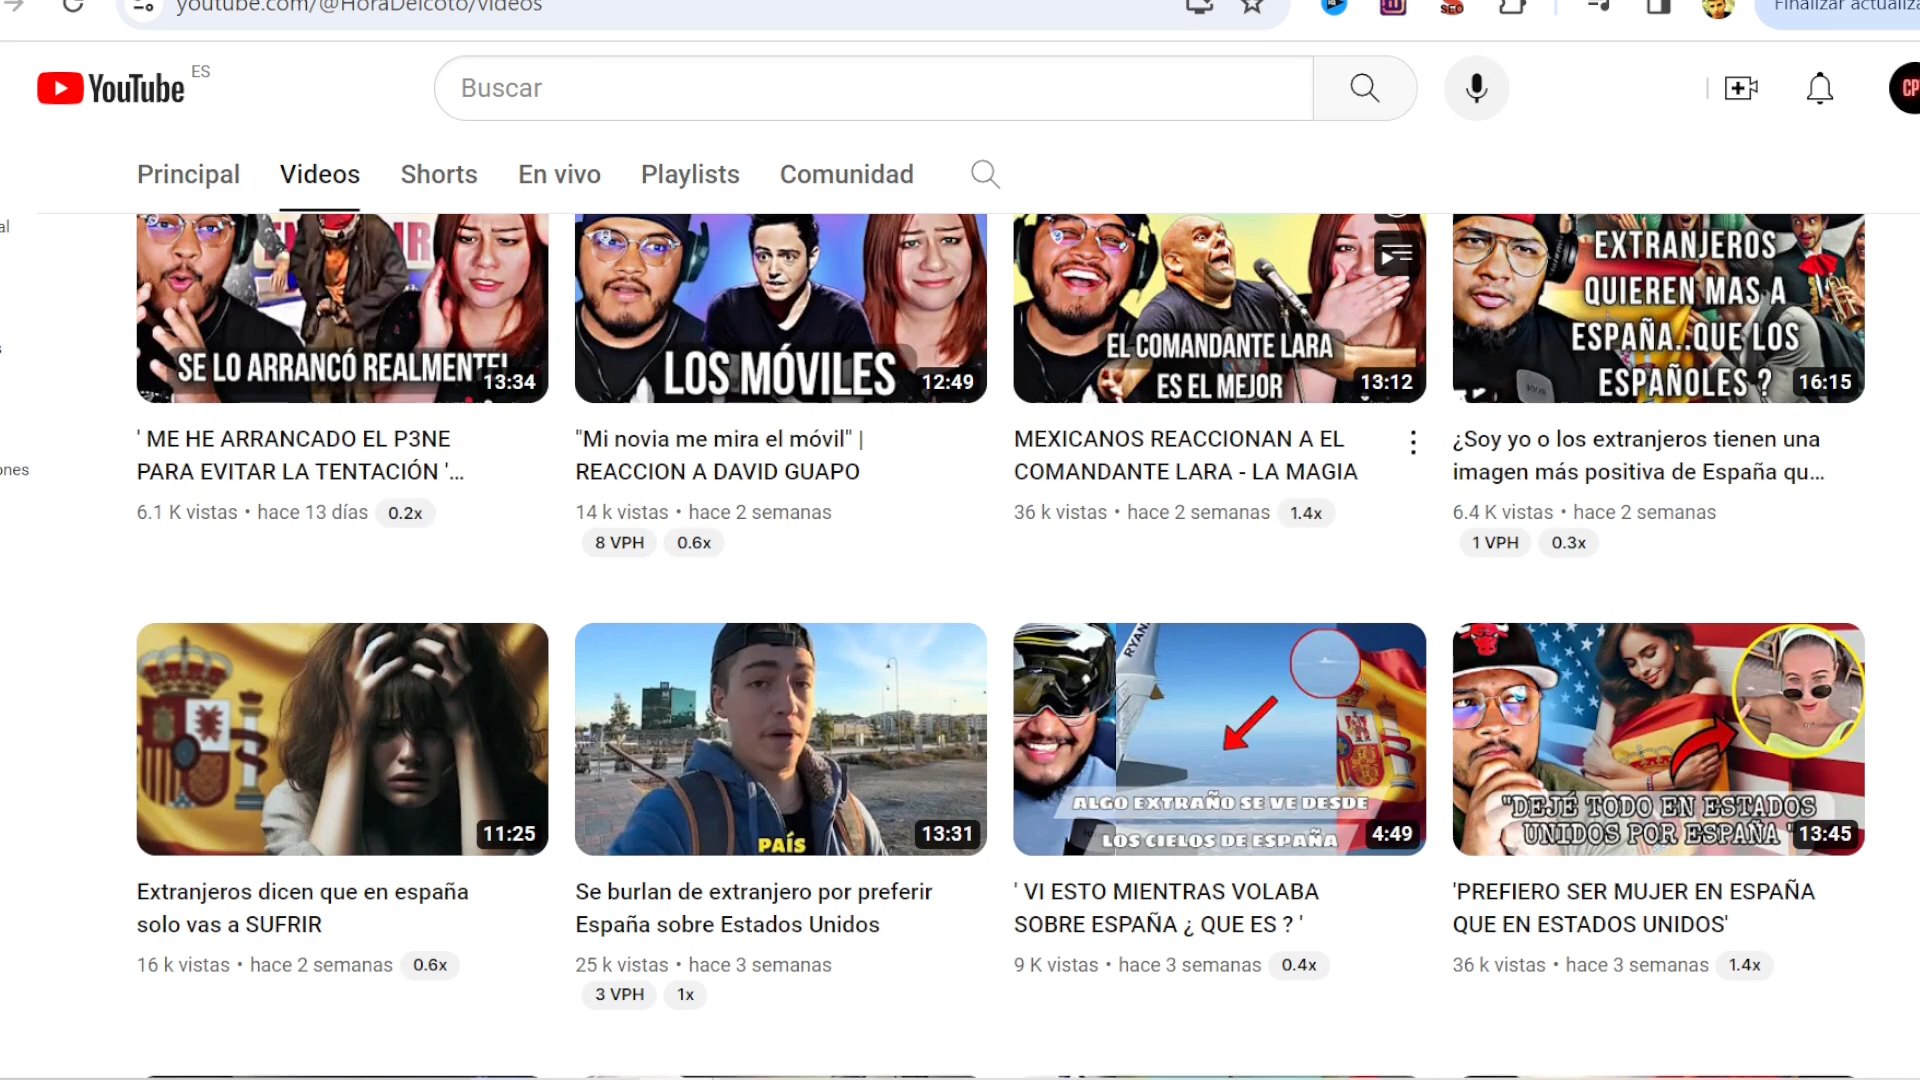 youtube.com/@HoraDelcoto/videos
Finalizar actualiza
YouTube ES
Buscar
CP
Principal
Videos
Shorts
En vivo
Playlists
Comunidad
al
s
ones
SE LO ARRANCÓ REALMENTE!
13:34
LOS MÓVILES
12:49
EL COMANDANTE LARA
ES EL MEJOR
13:12
EXTRANJEROS
QUIEREN MAS A
ESPAÑA..QUE LOS
ESPAÑOLES ?
16:15
' ME HE ARRANCADO EL P3NE
PARA EVITAR LA TENTACIÓN '...
6.1 K vistas • hace 13 días 0.2x
"Mi novia me mira el móvil" |
REACCION A DAVID GUAPO
14 k vistas • hace 2 semanas
8 VPH 0.6x
MEXICANOS REACCIONAN A EL
COMANDANTE LARA - LA MAGIA
36 k vistas • hace 2 semanas 1.4x
¿Soy yo o los extranjeros tienen una
imagen más positiva de España qu...
6.4 K vistas • hace 2 semanas
1 VPH 0.3x
11:25
M
PAÍS
13:31
RYAN
ALGO EXTRAÑO SE VE DESDE
LOS CIELOS DE ESPAÑA
4:49
"DEJÉ TODO EN ESTADOS
UNIDOS POR ESPAÑA "
13:45
Extranjeros dicen que en españa
solo vas a SUFRIR
16 k vistas • hace 2 semanas 0.6x
Se burlan de extranjero por preferir
España sobre Estados Unidos
25 k vistas • hace 3 semanas
3 VPH 1x
' VI ESTO MIENTRAS VOLABA
SOBRE ESPAÑA ¿ QUE ES ? '
9 K vistas • hace 3 semanas 0.4x
'PREFIERO SER MUJER EN ESPAÑA
QUE EN ESTADOS UNIDOS'
36 k vistas • hace 3 semanas 1.4x